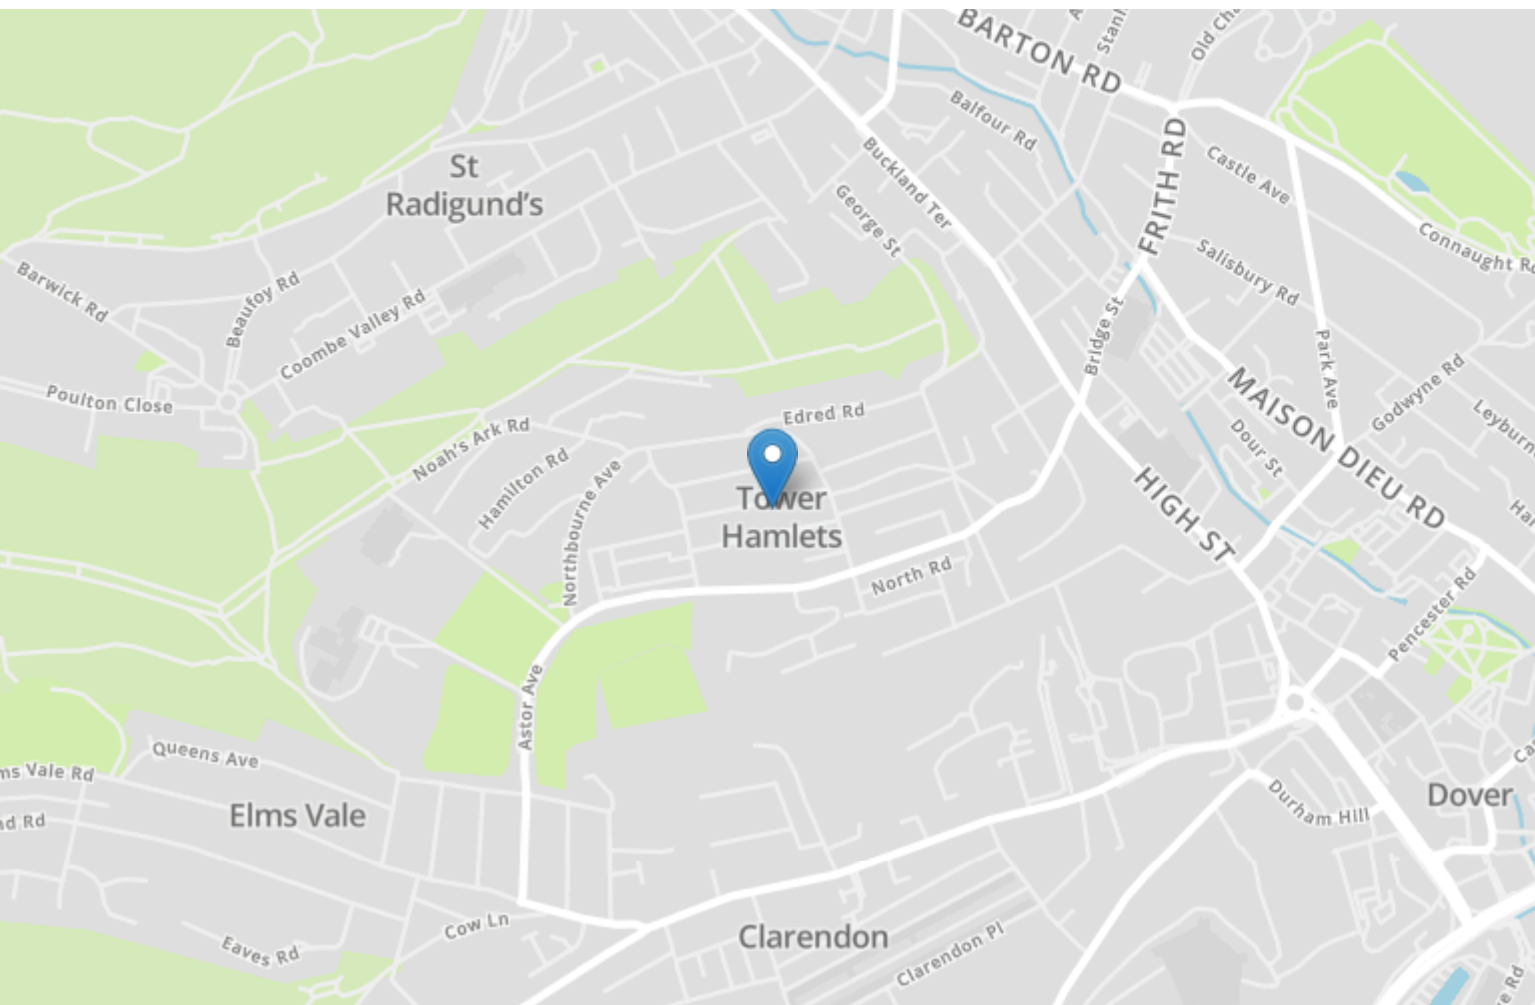 BARTON RD
Old Cha
Stanl
Balfour Rd
Buckland Ter
George St
FRITH RD
Castle Ave
Connaught Rd
Salisbury Rd
St
Radigund's
Barwick Rd
Beaufoy Rd
Coombe Valley Rd
Poulton Close
Bridge St
Park Ave
Godwyne Rd
Leyburn
MAISON DIEU RD
Dour St
Edred Rd
Noah's Ark Rd
Hamilton Rd
Northbourne Ave
Tower
Hamlets
HIGH ST
North Rd
Pencester Rd
Astor Ave
Queens Ave
ms Vale Rd
nd Rd
Elms Vale
Dover
Durham Hill
Cow Ln
Eaves Rd
Clarendon
Clarendon Pl